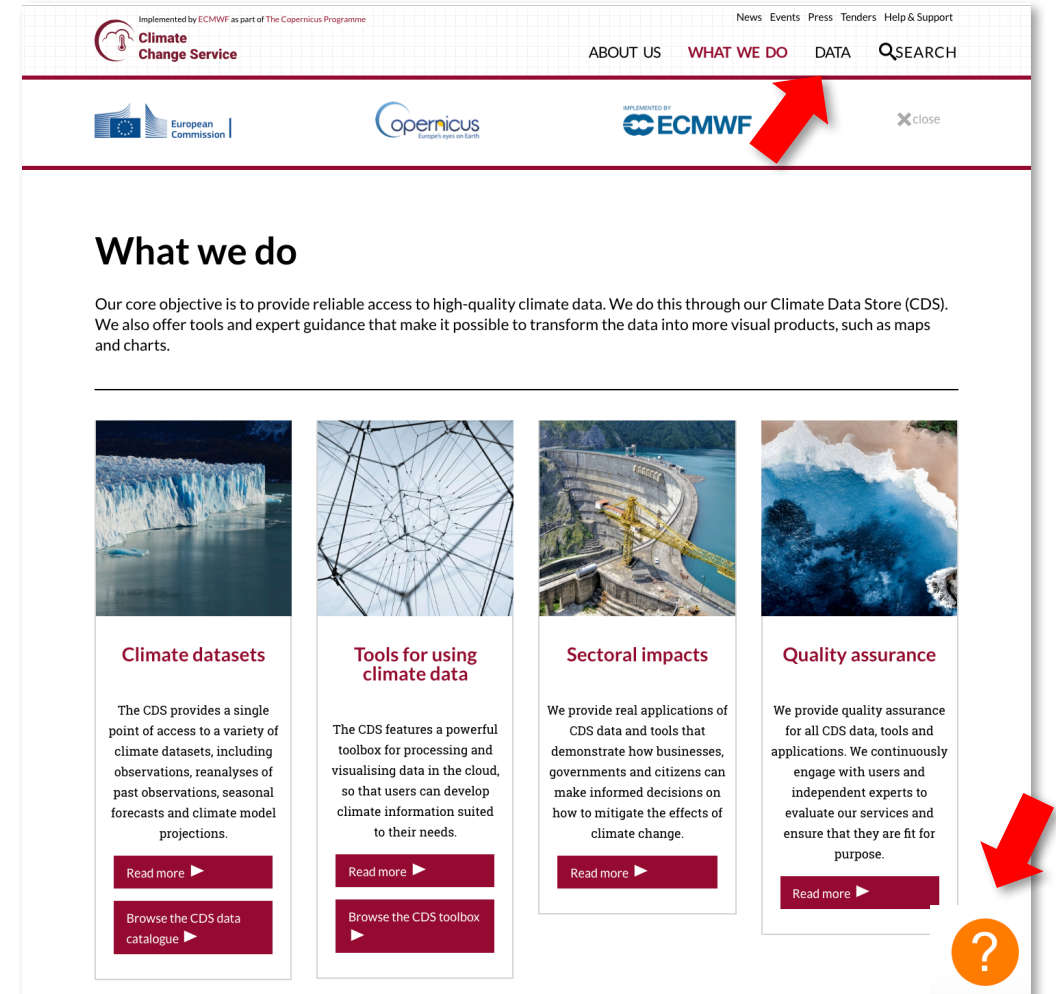 Implemented by ECMWF as part of The Copernicus Programme
News Events Press Tenders Help & Support
Climate
Change Service
ABOUT US WHAT WE DO DATA SEARCH
European
Commission
opernicus
Europe's eyes on Earth
IMPLEMENTED BY
ECMWF
close
What we do
Our core objective is to provide reliable access to high-quality climate data. We do this through our Climate Data Store (CDS).
We also offer tools and expert guidance that make it possible to transform the data into more visual products, such as maps
and charts.
Climate datasets
The CDS provides a single
point of access to a variety of
climate datasets, including
observations, reanalyses of
past observations, seasonal
forecasts and climate model
projections.
Read more
Browse the CDS data
catalogue
Tools for using
climate data
The CDS features a powerful
toolbox for processing and
visualising data in the cloud,
so that users can develop
climate information suited
to their needs.
Read more
Browse the CDS toolbox
Sectoral impacts
We provide real applications of
CDS data and tools that
demonstrate how businesses,
governments and citizens can
make informed decisions on
how to mitigate the effects of
climate change.
Read more
Quality assurance
We provide quality assurance
for all CDS data, tools and
applications. We continuously
engage with users and
independent experts to
evaluate our services and
ensure that they are fit for
purpose.
Read more
?